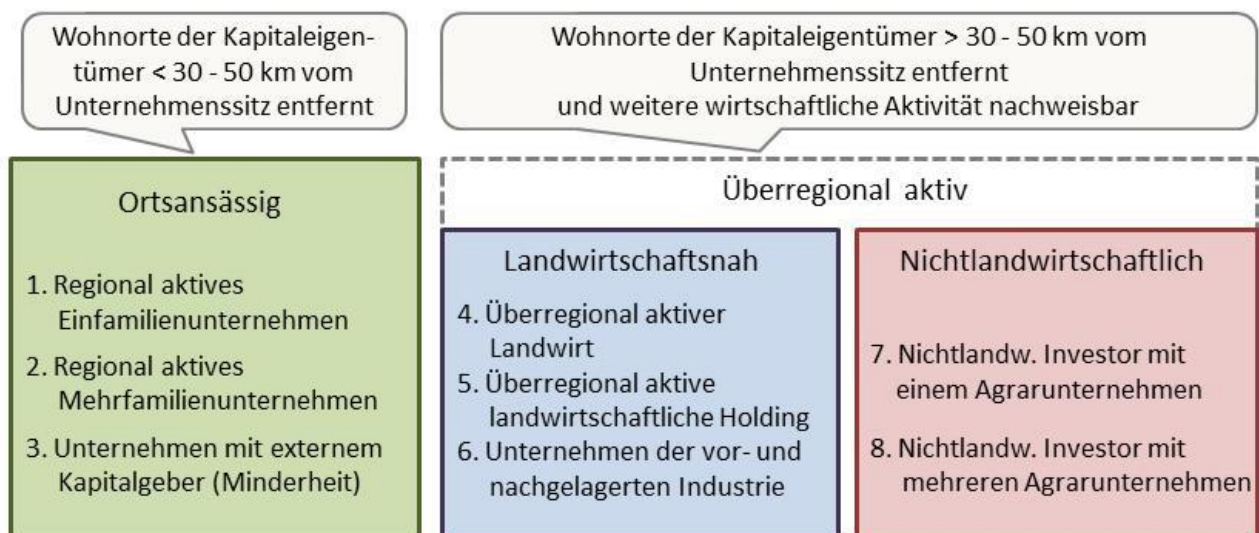 Wohnorte der Kapitaleigen-
tümer < 30 - 50 km vom
Unternehmenssitz entfernt
Wohnorte der Kapitaleigentümer > 30 - 50 km vom
Unternehmenssitz entfernt
und weitere wirtschaftliche Aktivität nachweisbar
Ortsansässig
1. Regional aktives
Einfamilienunternehmen
2. Regional aktives
Mehrfamilienunternehmen
3. Unternehmen mit externem
Kapitalgeber (Minderheit)
Überregional aktiv
Landwirtschaftsnah
4. Überregional aktiver
Landwirt
5. Überregional aktive
landwirtschaftliche Holding
6. Unternehmen der vor- und
nachgelagerten Industrie
Nichtlandwirtschaftlich
7. Nichtlandw. Investor mit
einem Agrarunternehmen
8. Nichtlandw. Investor mit
mehreren Agrarunternehmen